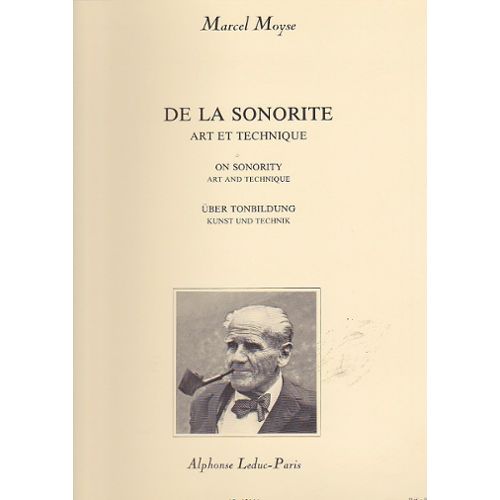 Marcel Moyse
DE LA SONORITE
ART ET TECHNIQUE
ON SONORITY
ART AND TECHNIQUE
ÜBER TONBILDUNG
KUNST UND TECHNIK
Alphonse Leduc-Paris